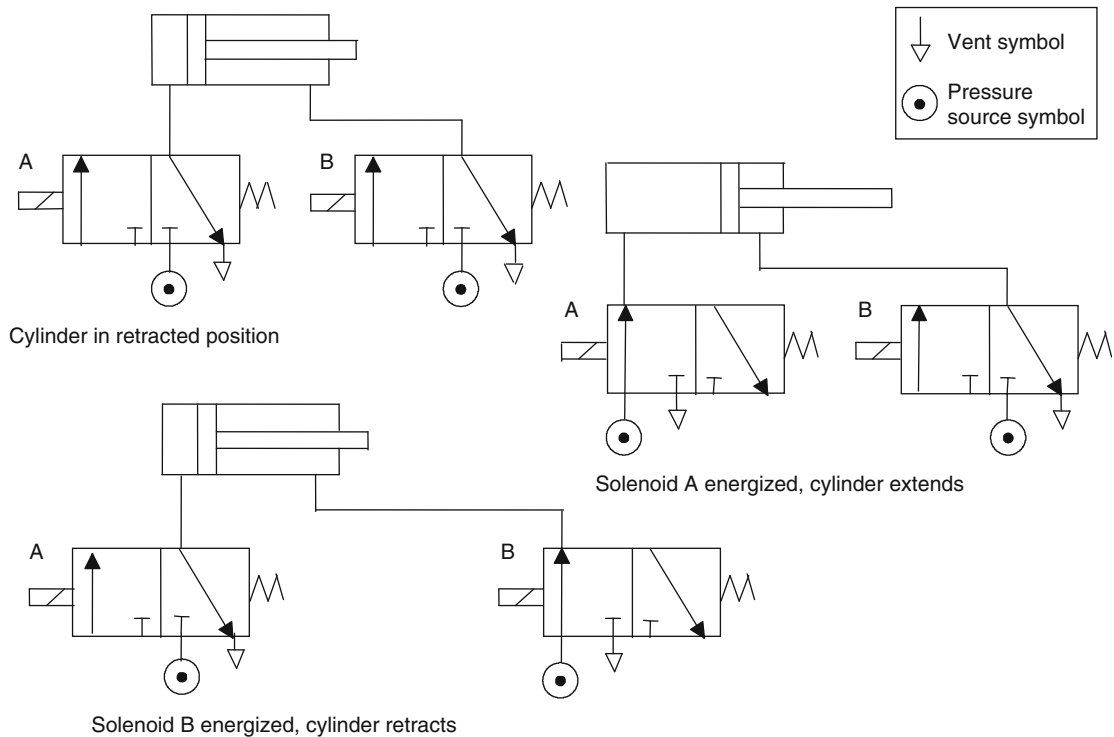 Vent symbol
Pressure
source symbol
A
B
Cylinder in retracted position
A
B
Solenoid A energized, cylinder extends
A
B
Solenoid B energized, cylinder retracts